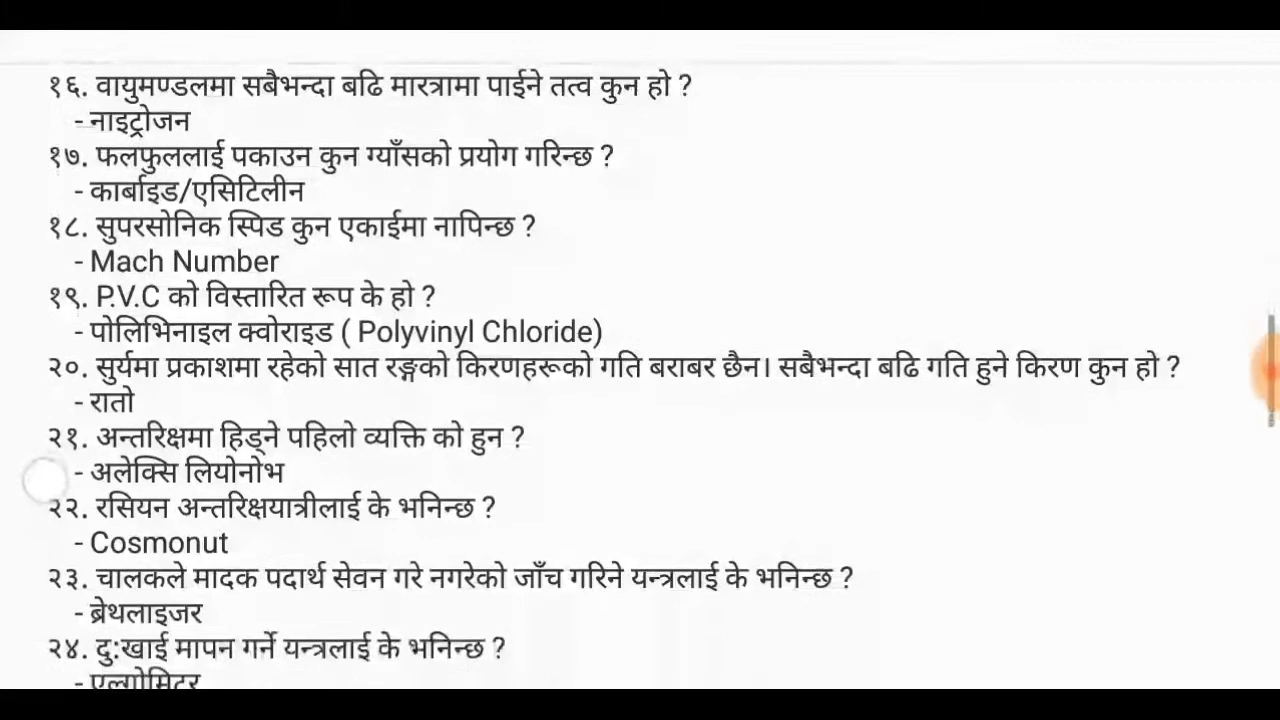 १६. वायुमण्डलमा सबैभन्दा बढि मारत्रामा पाईने तत्व कुन हो ?
- नाइट्रोजन
१७. फलफुललाई पकाउन कुन ग्याँसको प्रयोग गरिन्छ ?
- कार्बाइड/एसिटिलीन
१८. सुपरसोनिक स्पिड कुन एकाईमा नापिन्छ ?
- Mach Number
१९. P.V.C को विस्तारित रूप के हो ?
- पोलिभिनाइल क्वोराइड ( Polyvinyl Chloride)
२०. सुर्यमा प्रकाशमा रहेको सात रङ्गको किरणहरूको गति बराबर छैन। सबैभन्दा बढि गति हुने किरण कुन हो ?
- रातो
२१. अन्तरिक्षमा हिड्ने पहिलो व्यक्ति को हुन ?
- अलेक्सि लियोनोभ
२२. रसियन अन्तरिक्षयात्रीलाई के भनिन्छ ?
- Cosmonut
२३. चालकले मादक पदार्थ सेवन गरे नगरेको जाँच गरिने यन्त्रलाई के भनिन्छ ?
- ब्रेथलाइजर
२४. दु:खाई मापन गर्ने यन्त्रलाई के भनिन्छ ?
- एल्गोमिटर